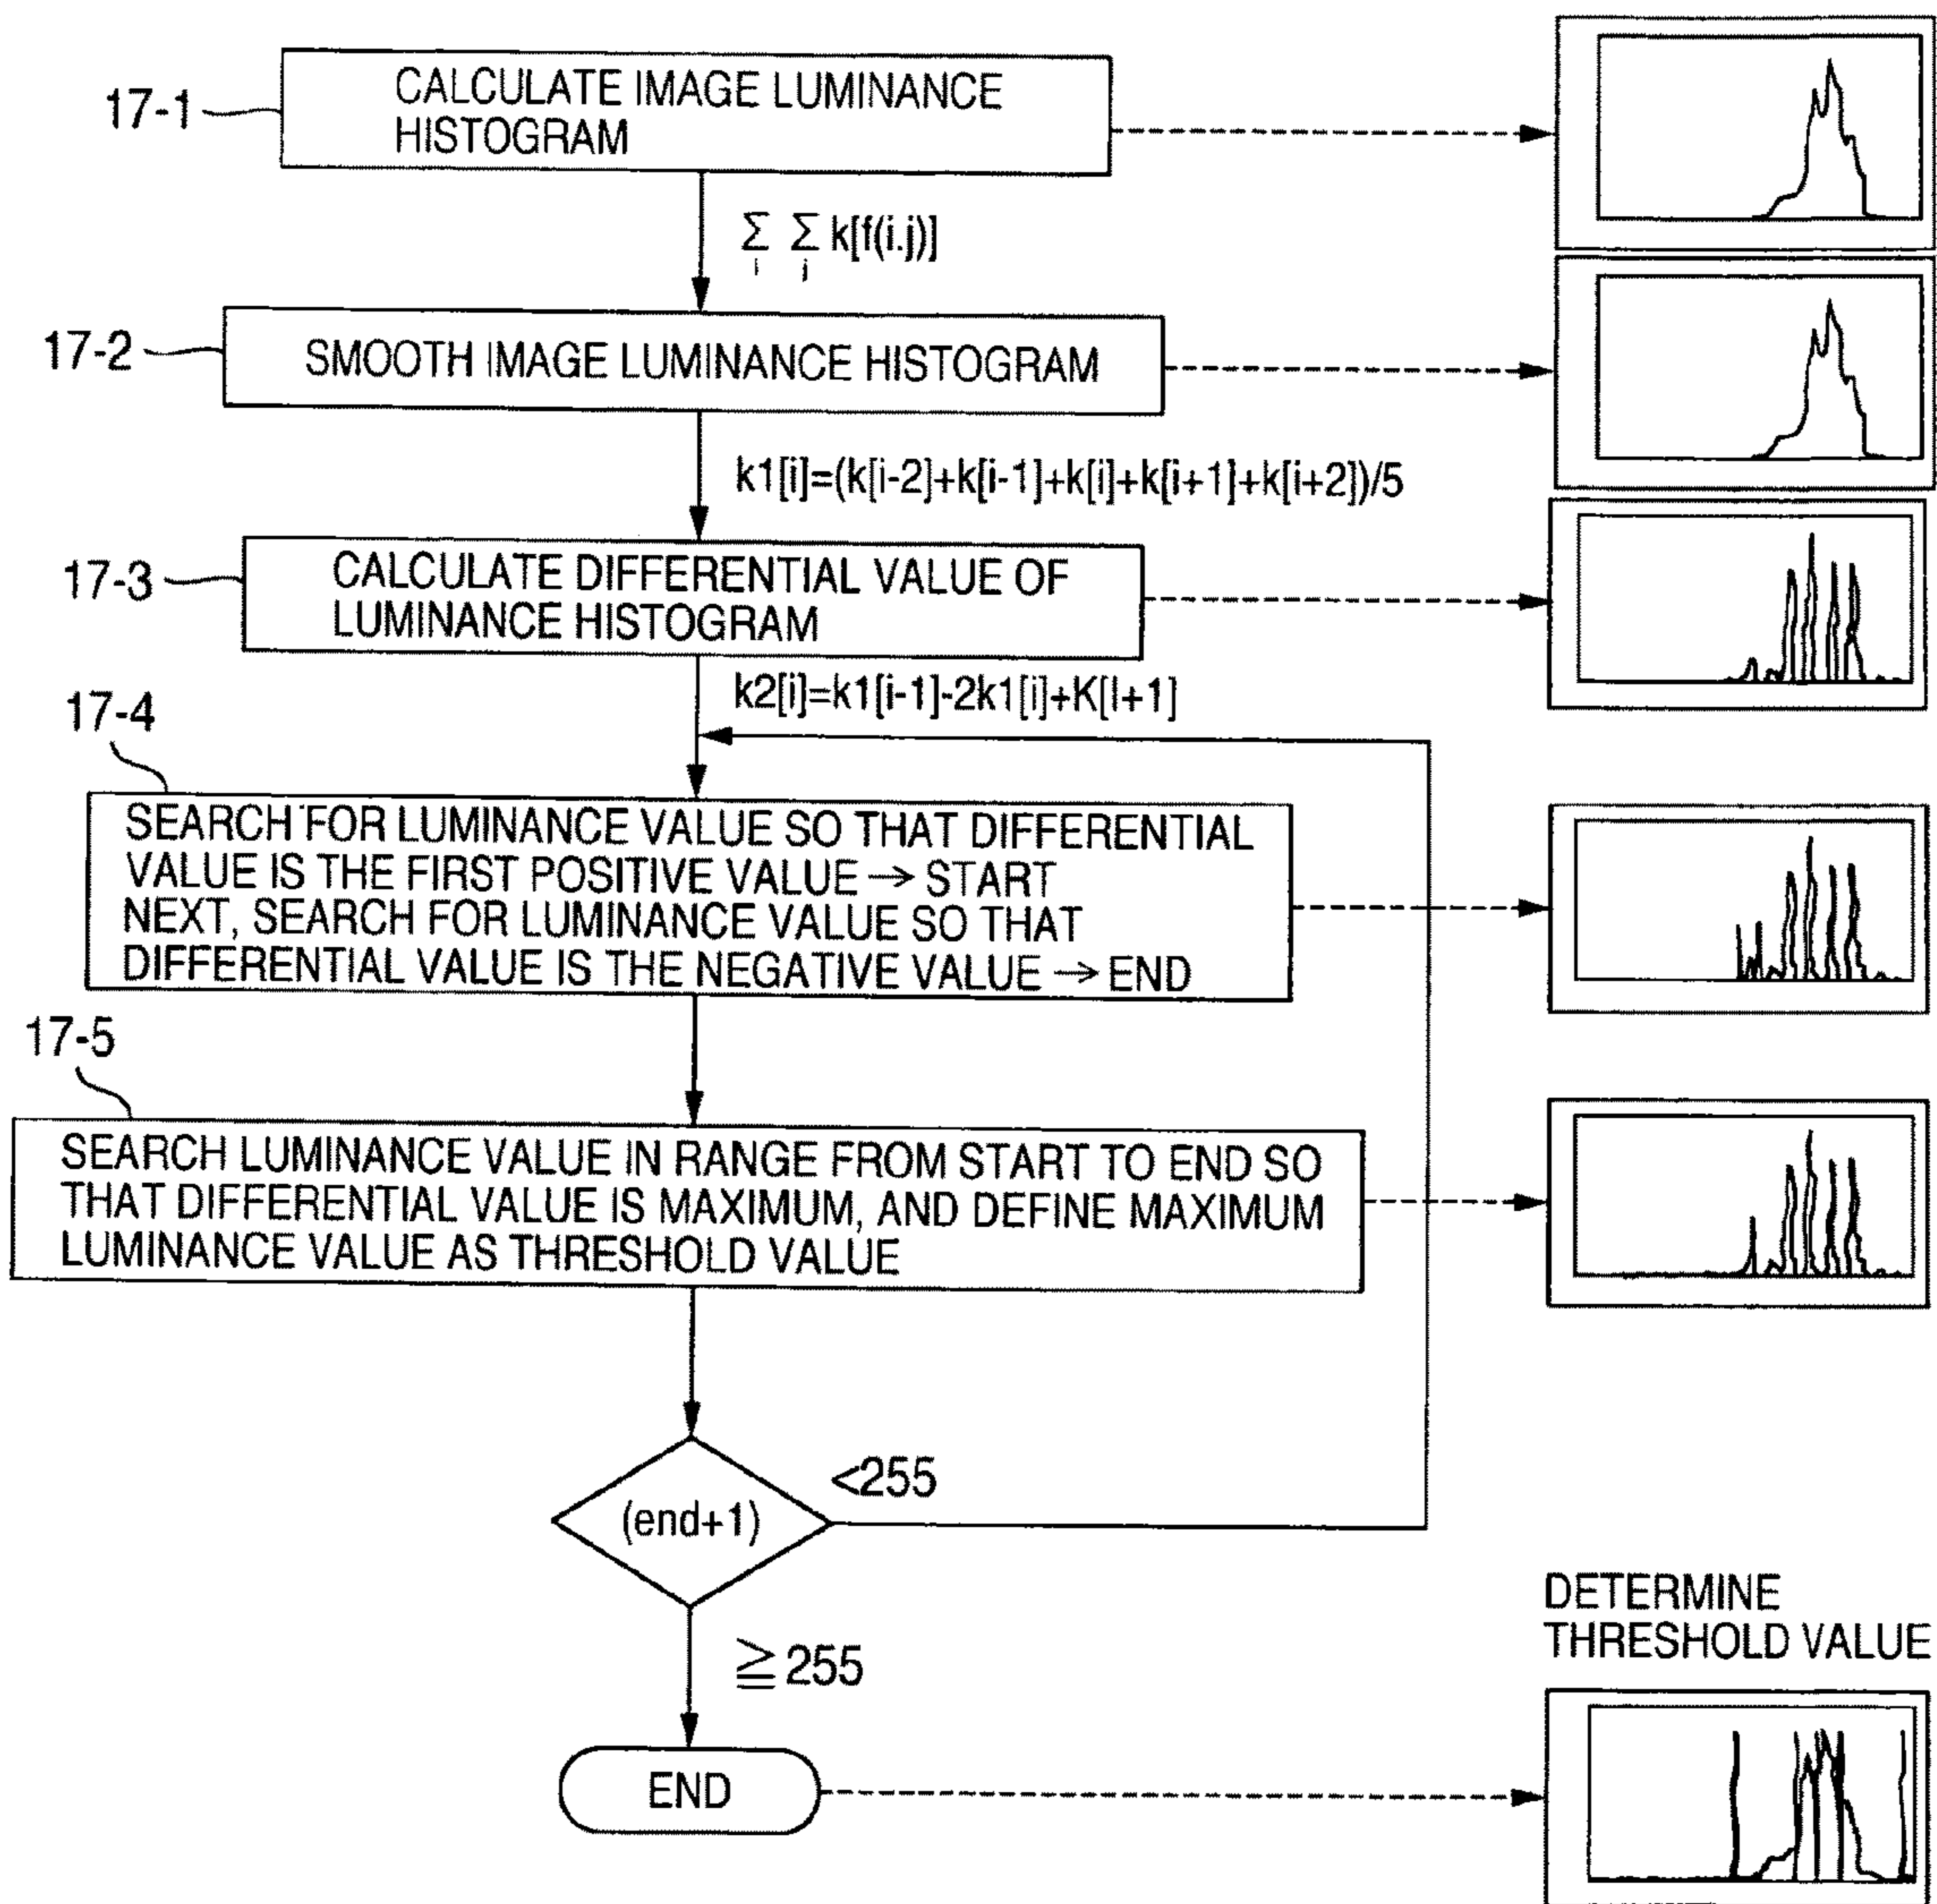 17-1
CALCULATE IMAGE LUMINANCE
HISTOGRAM
Σ Σ k[f(i.j)]
i j
17-2
SMOOTH IMAGE LUMINANCE HISTOGRAM
k1[i]=(k[i-2]+k[i-1]+k[i]+k[i+1]+k[i+2])/5
17-3
CALCULATE DIFFERENTIAL VALUE OF
LUMINANCE HISTOGRAM
k2[i]=k1[i-1]-2k1[i]+K[I+1]
17-4
SEARCH FOR LUMINANCE VALUE SO THAT DIFFERENTIAL
VALUE IS THE FIRST POSITIVE VALUE → START
NEXT, SEARCH FOR LUMINANCE VALUE SO THAT
DIFFERENTIAL VALUE IS THE NEGATIVE VALUE → END
17-5
SEARCH LUMINANCE VALUE IN RANGE FROM START TO END SO
THAT DIFFERENTIAL VALUE IS MAXIMUM, AND DEFINE MAXIMUM
LUMINANCE VALUE AS THRESHOLD VALUE
<255
(end+1)
≧ 255
END
DETERMINE
THRESHOLD VALUE